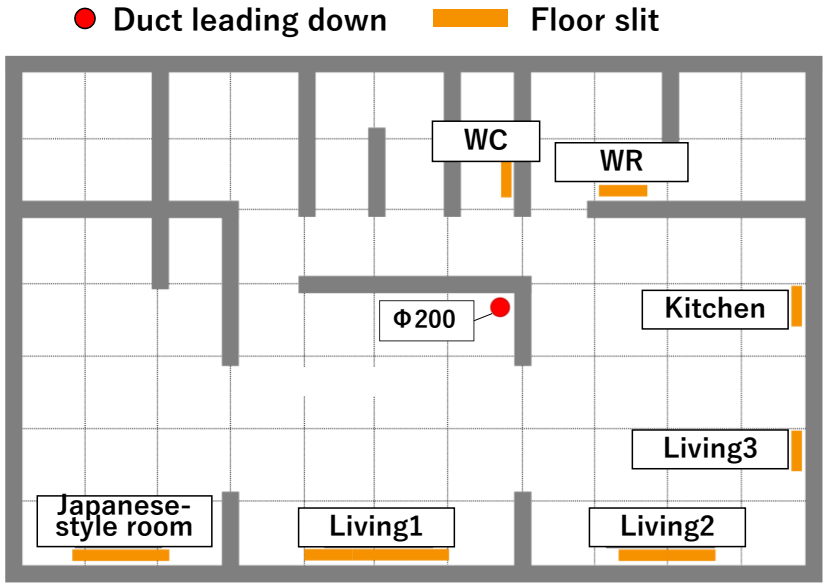 Duct leading down
Floor slit
WC
WR
Φ200
Kitchen
Living3
Japanese-
style room
Living1
Living2